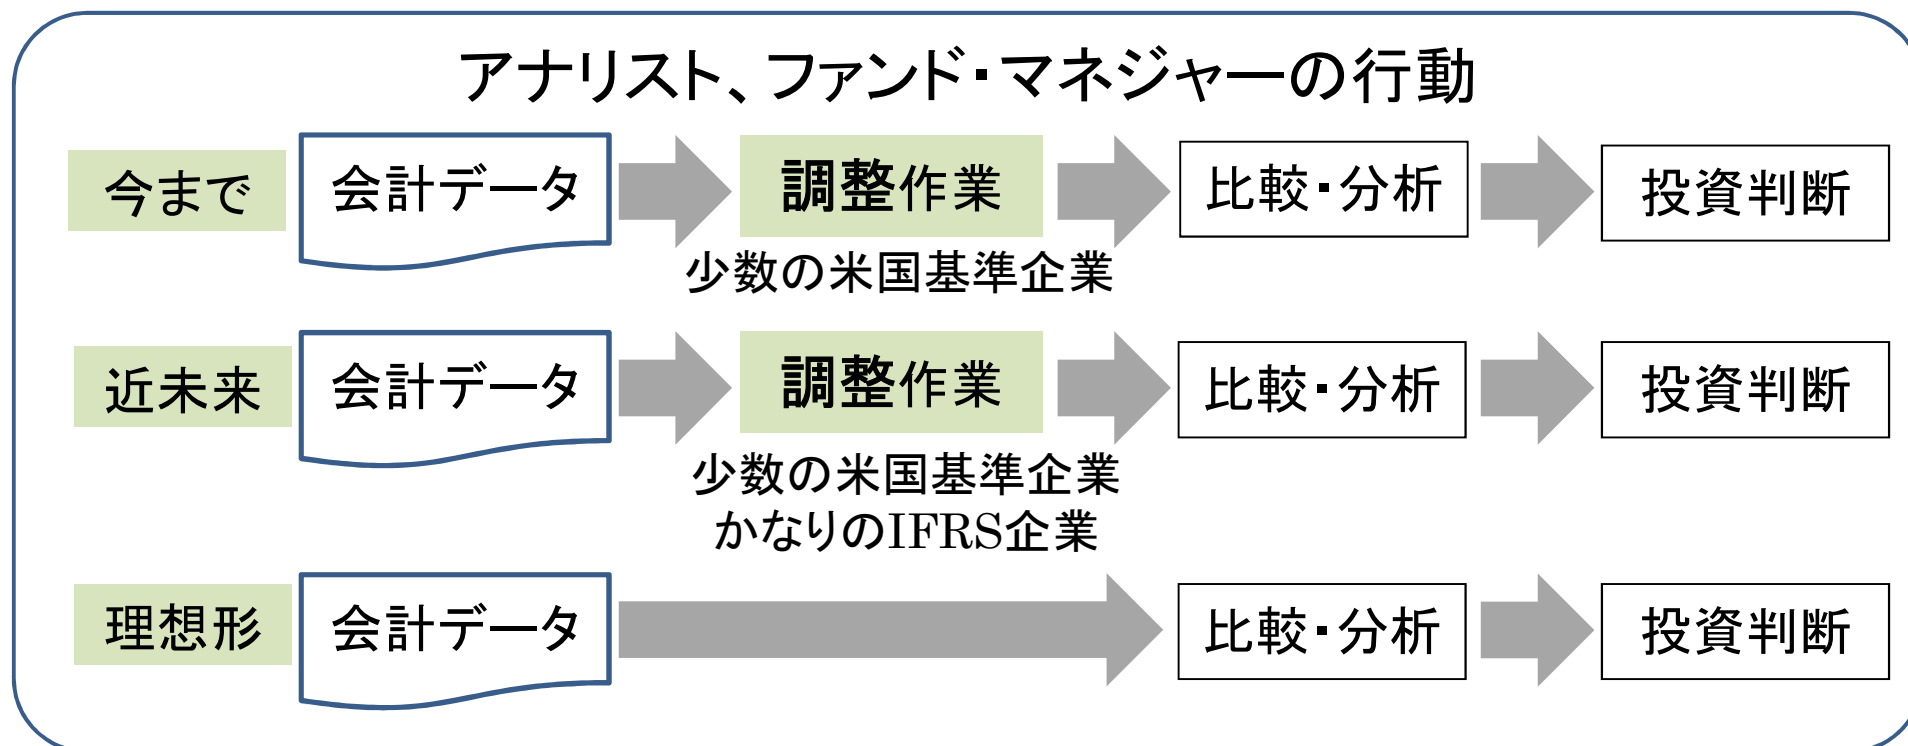 アナリスト、ファンド・マネジャーの行動
今まで
会計データ
調整作業
比較・分析
投資判断
少数の米国基準企業
近未来
会計データ
調整作業
比較・分析
投資判断
少数の米国基準企業
かなりのIFRS企業
理想形
会計データ
比較・分析
投資判断